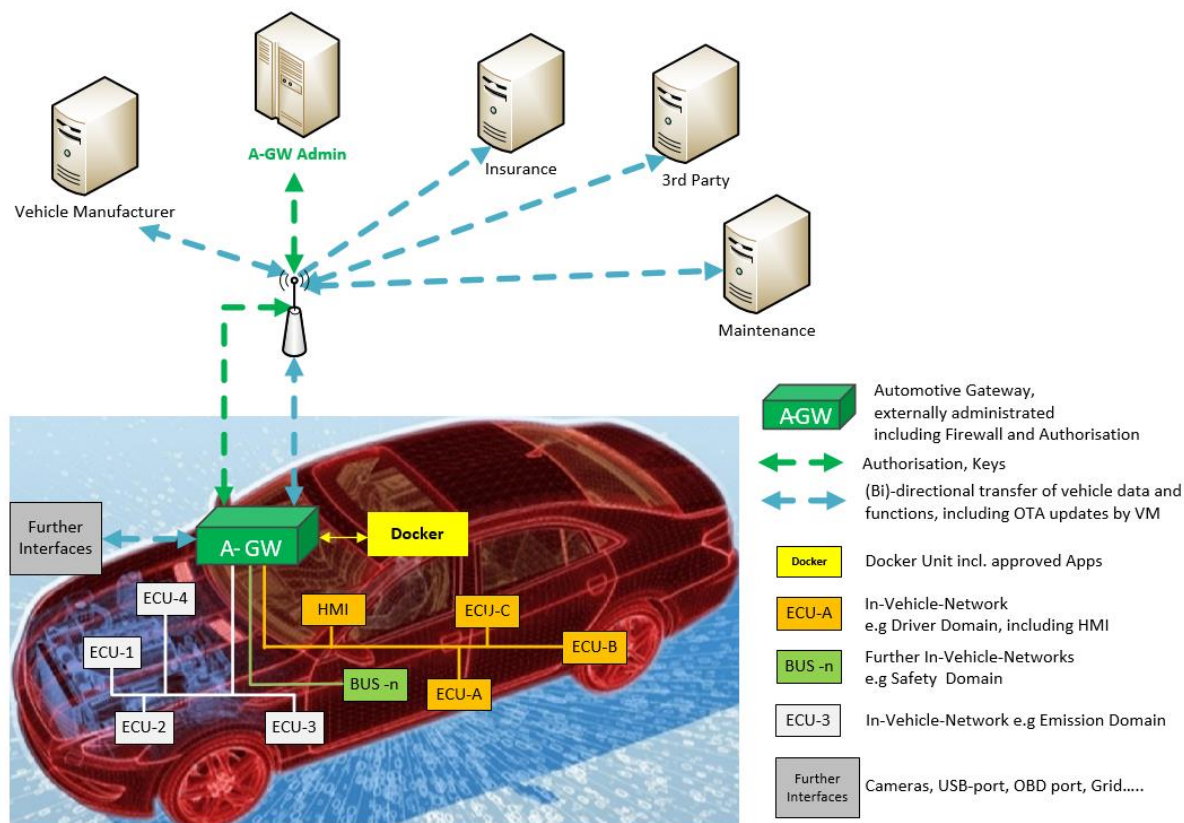 A-GW Admin
Insurance
3rd Party
Vehicle Manufacturer
Maintenance
A- GW
Docker
Further
Interfaces
ECU-4
HMI
ECU-C
ECU-1
ECU-B
BUS -n
ECU-A
ECU-2
ECU-3
A-GW
Automotive Gateway,
externally administrated
including Firewall and Authorisation
Authorisation, Keys
(Bi)-directional transfer of vehicle data and
functions, including OTA updates by VM
Docker
Docker Unit incl. approved Apps
ECU-A
In-Vehicle-Network
e.g Driver Domain, including HMI
BUS -n
Further In-Vehicle-Networks
e.g Safety  Domain
ECU-3
In-Vehicle-Network e.g Emission Domain
Further
Interfaces
Cameras, USB-port, OBD port, Grid.....